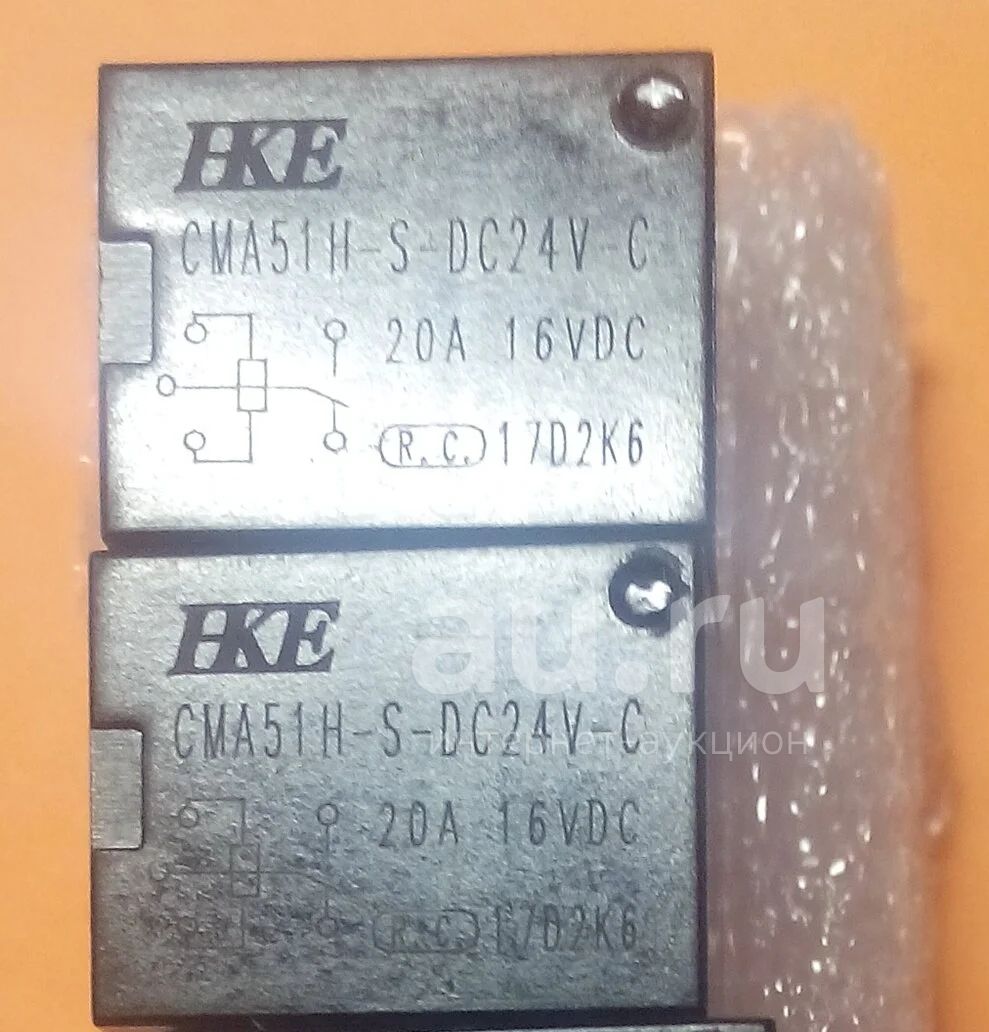 HKE
CMA51H-S-DC24V-C
20A 16VDC
R.C. 17D2K6
HKE
au.ru
CMA51H-S-DC24V-C
интернет-аукцион
20A 16VDC
R.C. 17D2K6